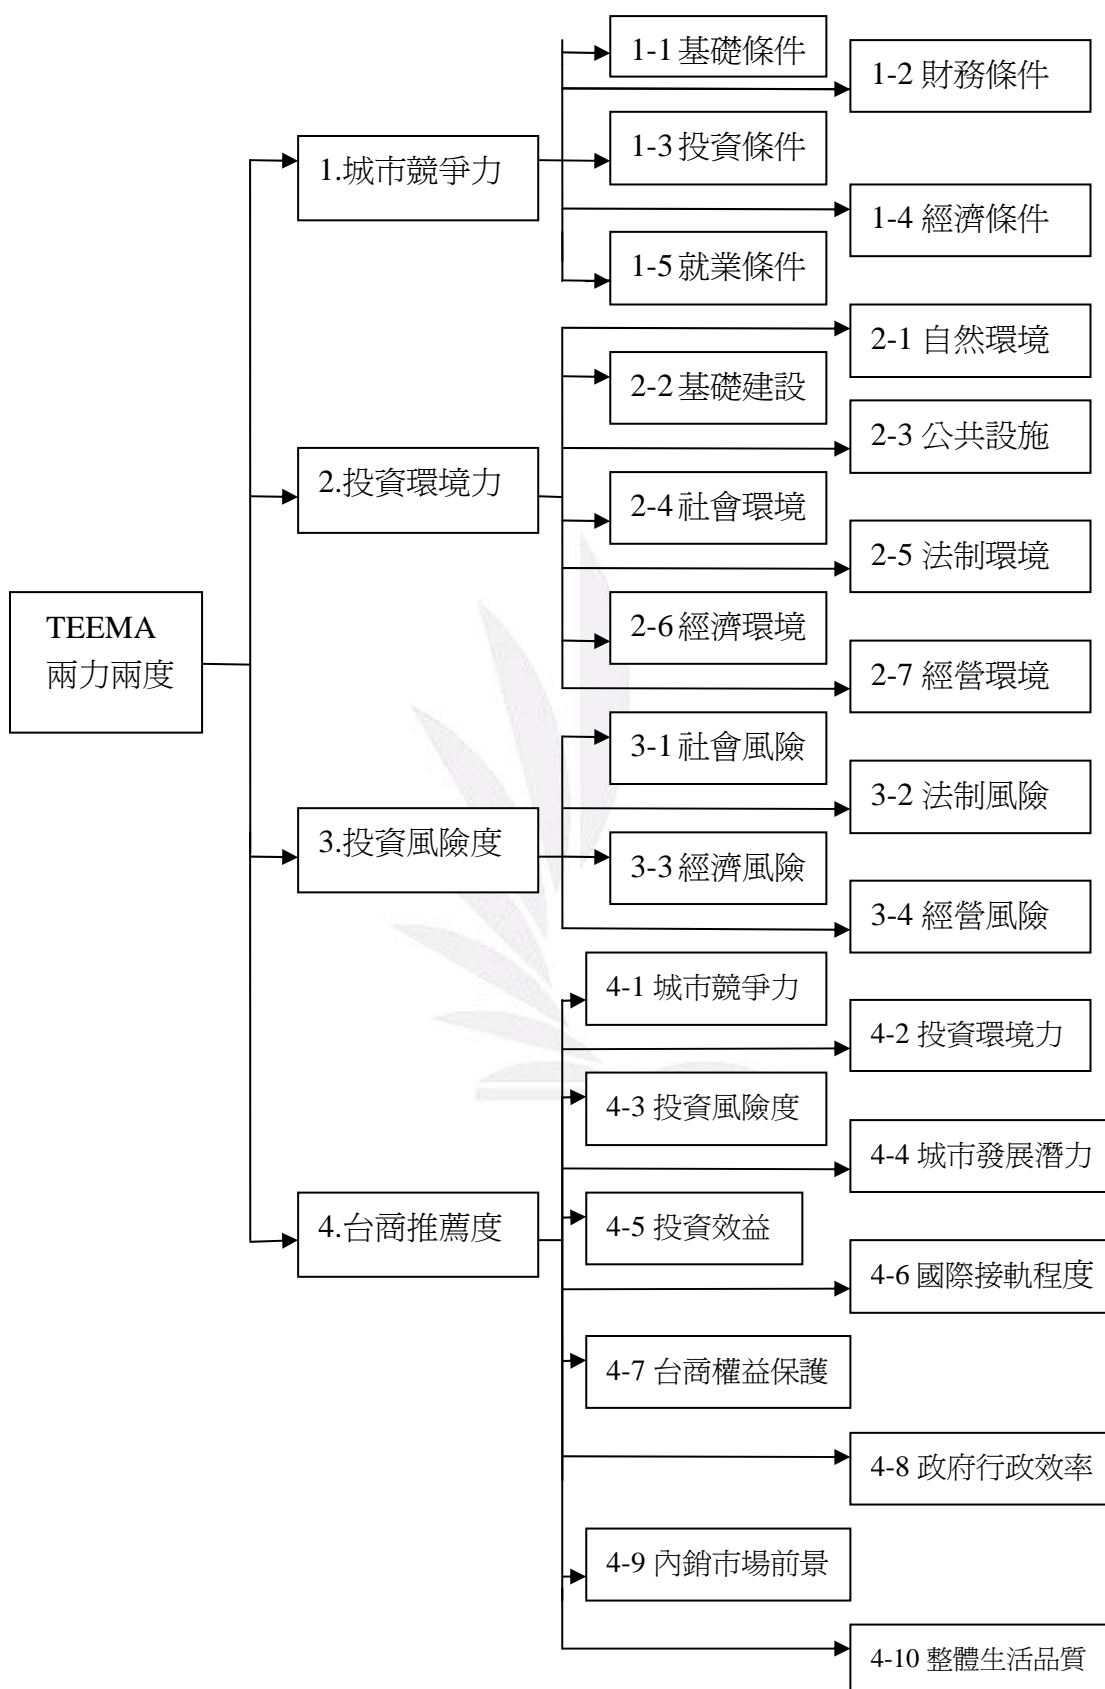 TEEMA
兩力兩度
1.城市競爭力
1-1 基礎條件
1-2 財務條件
1-3 投資條件
1-4 經濟條件
1-5 就業條件
2.投資環境力
2-1 自然環境
2-2 基礎建設
2-3 公共設施
2-4 社會環境
2-5 法制環境
2-6 經濟環境
2-7 經營環境
3.投資風險度
3-1 社會風險
3-2 法制風險
3-3 經濟風險
3-4 經營風險
4.台商推薦度
4-1 城市競爭力
4-2 投資環境力
4-3 投資風險度
4-4 城市發展潛力
4-5 投資效益
4-6 國際接軌程度
4-7 台商權益保護
4-8 政府行政效率
4-9 內銷市場前景
4-10 整體生活品質